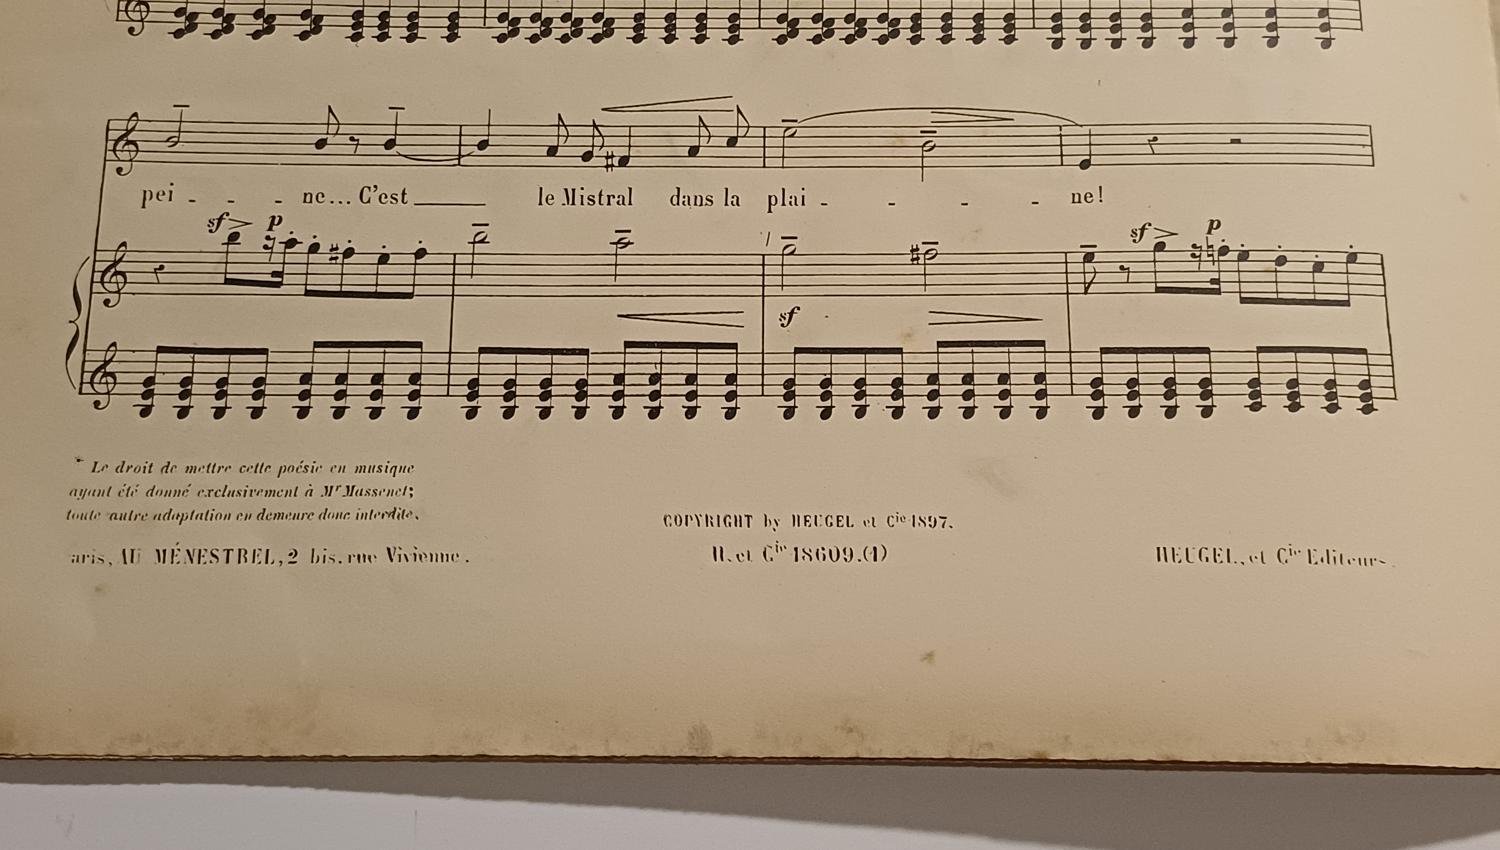 pei - - - ne... C'est ____ le Mistral dans la plai - - - - ne!
sf > p
sf > p
sf
* Le droit de mettre cette poésie en musique
ayant été donné exclusivement à Mr Massenet;
toute autre adaptation en demeure donc interdite.
COPYRIGHT by HEUGEL et Cie 1897.
aris, AU MÉNESTREL, 2 bis, rue Vivienne.
H. et Cie 18609.(1)
HEUGEL, et Cie Editeurs.